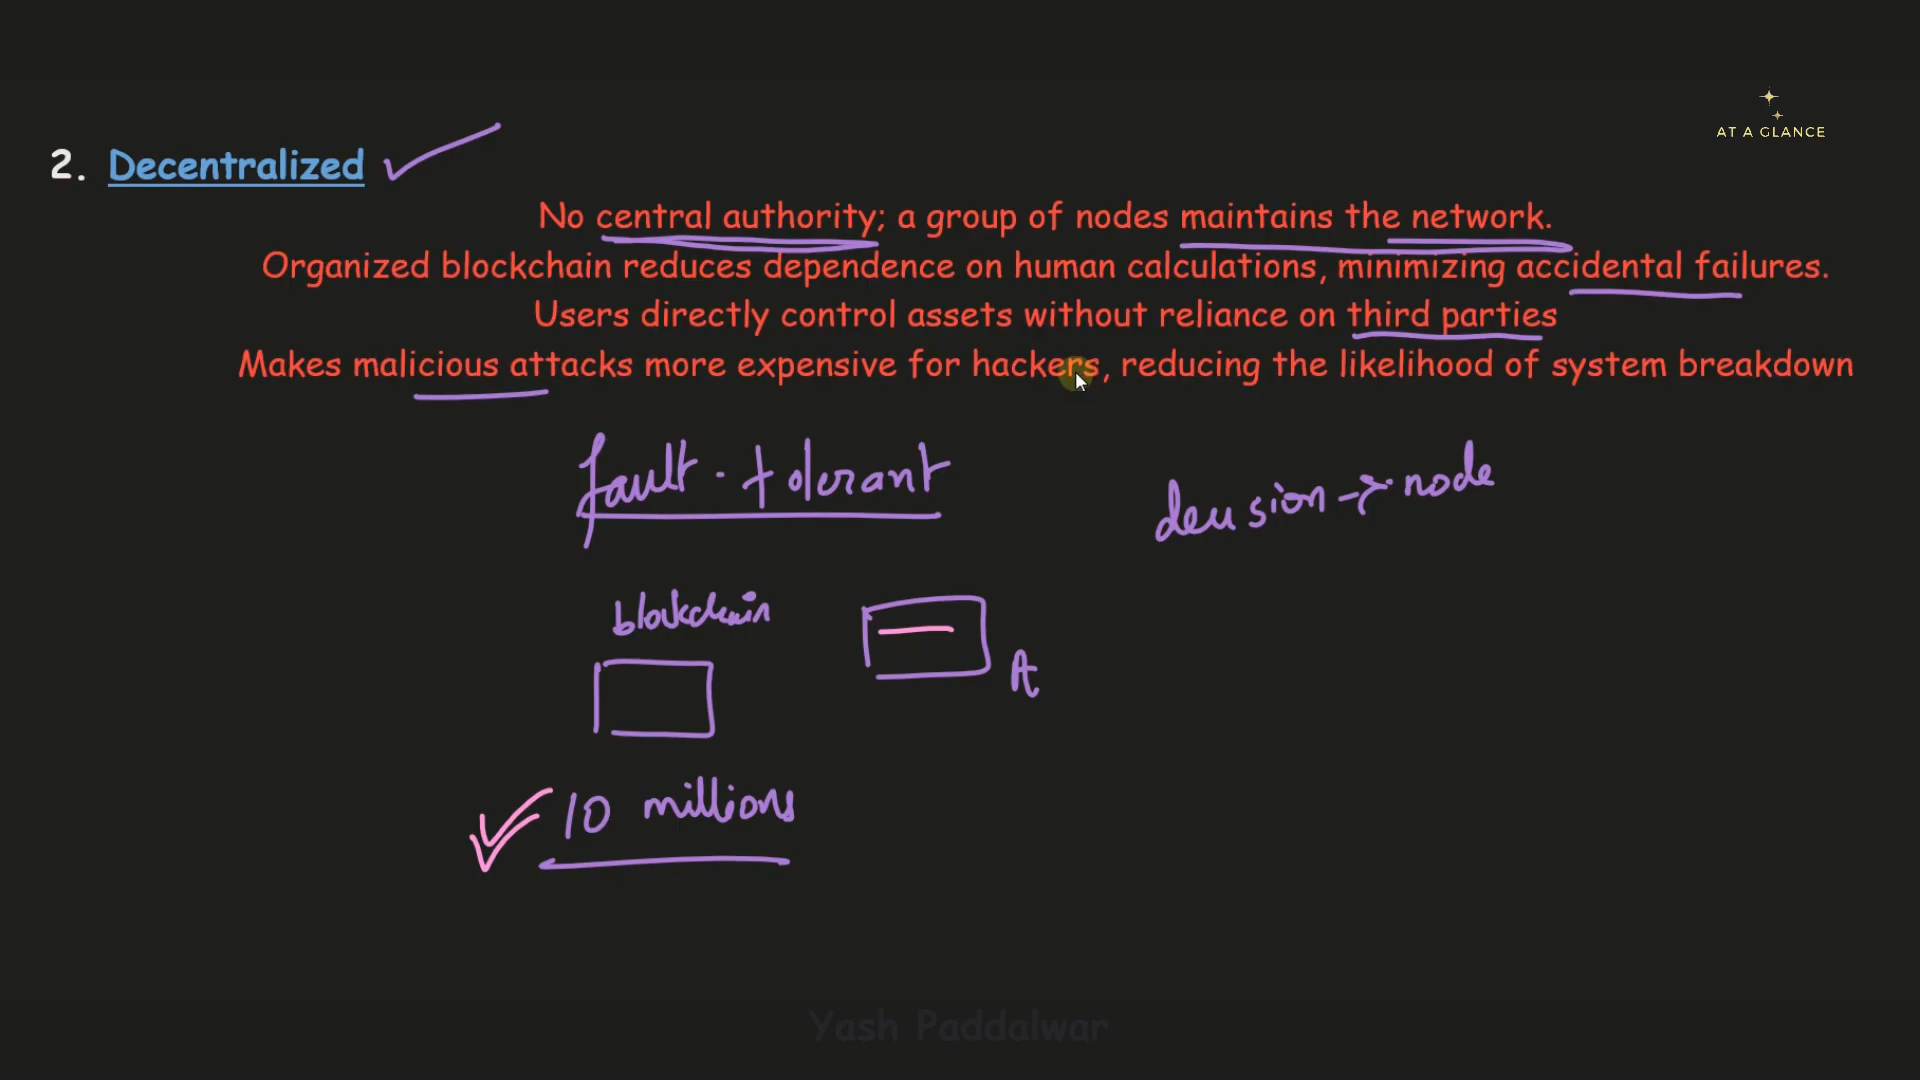 AT A GLANCE
2. Decentralized
No central authority; a group of nodes maintains the network.
Organized blockchain reduces dependence on human calculations, minimizing accidental failures.
Users directly control assets without reliance on third parties
Makes malicious attacks more expensive for hackers, reducing the likelihood of system breakdown
fault-tolerant
decision → node
blockchain
A
10 millions
Yash Paddalwar